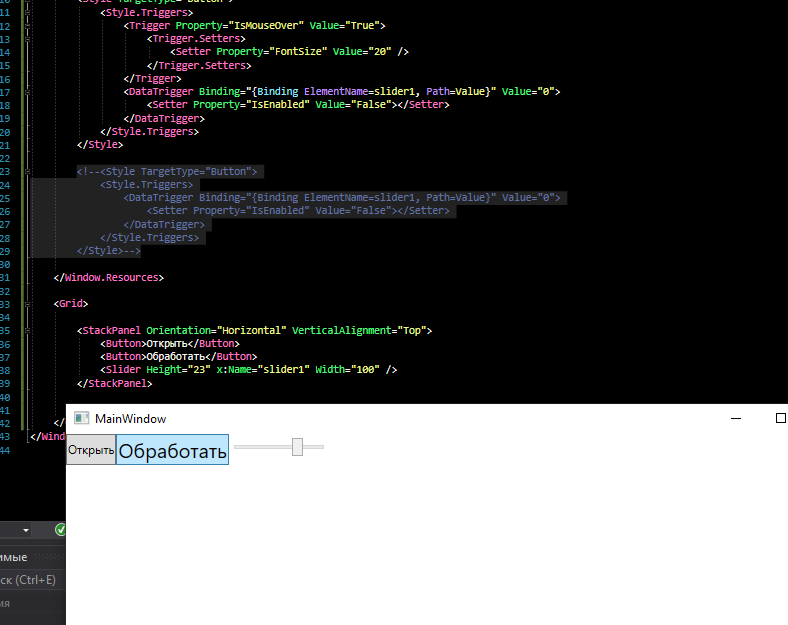 <Style TargetType="Button">
11 <Style.Triggers>
12 <Trigger Property="IsMouseOver" Value="True">
13 <Trigger.Setters>
14 <Setter Property="FontSize" Value="20" />
15 </Trigger.Setters>
16 </Trigger>
17 <DataTrigger Binding="{Binding ElementName=slider1, Path=Value}" Value="0">
18 <Setter Property="IsEnabled" Value="False"></Setter>
19 </DataTrigger>
20 </Style.Triggers>
21 </Style>
22
23 <!--<Style TargetType="Button">
24 <Style.Triggers>
25 <DataTrigger Binding="{Binding ElementName=slider1, Path=Value}" Value="0">
26 <Setter Property="IsEnabled" Value="False"></Setter>
27 </DataTrigger>
28 </Style.Triggers>
29 </Style>-->
30
31 </Window.Resources>
32
33 <Grid>
34
35 <StackPanel Orientation="Horizontal" VerticalAlignment="Top">
36 <Button>Открыть</Button>
37 <Button>Обработать</Button>
38 <Slider Height="23" x:Name="slider1" Width="100" />
39 </StackPanel>
40
41
42 </
43 </Wind
44
MainWindow
Открыть Обработать
имые
ск (Ctrl+E)
мя